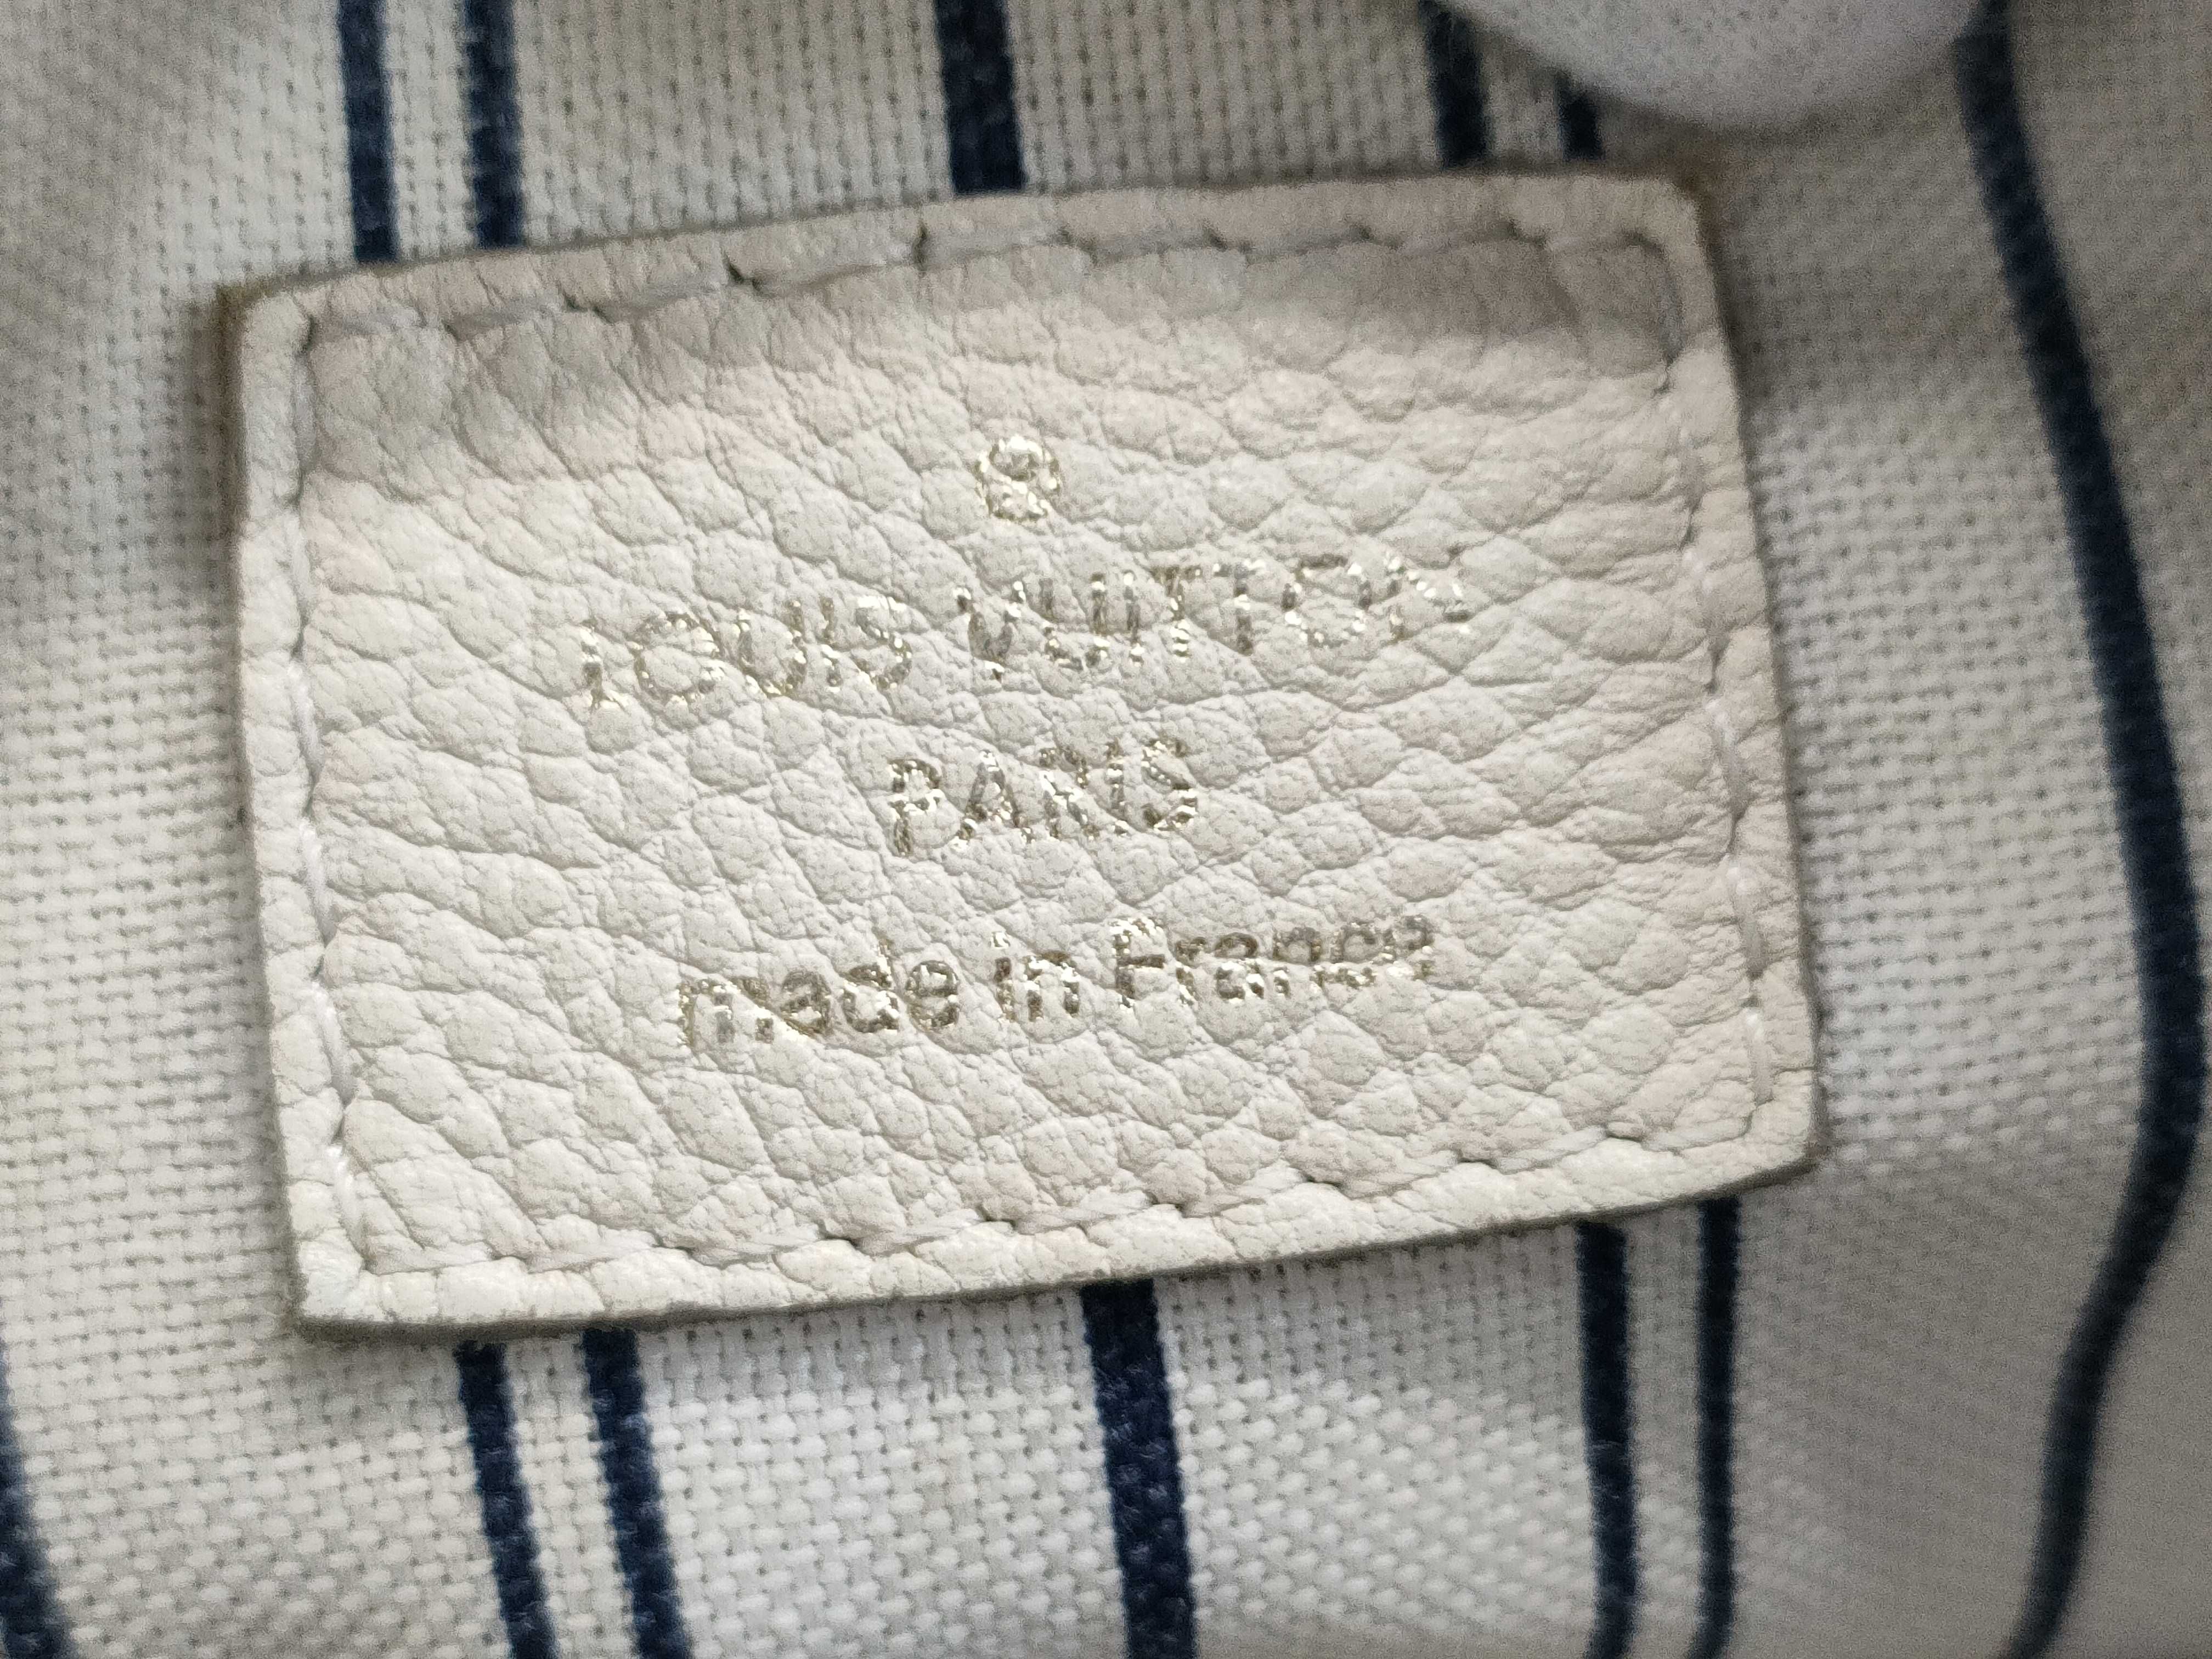 ®
LOUIS VUITTON
PARIS
made in France